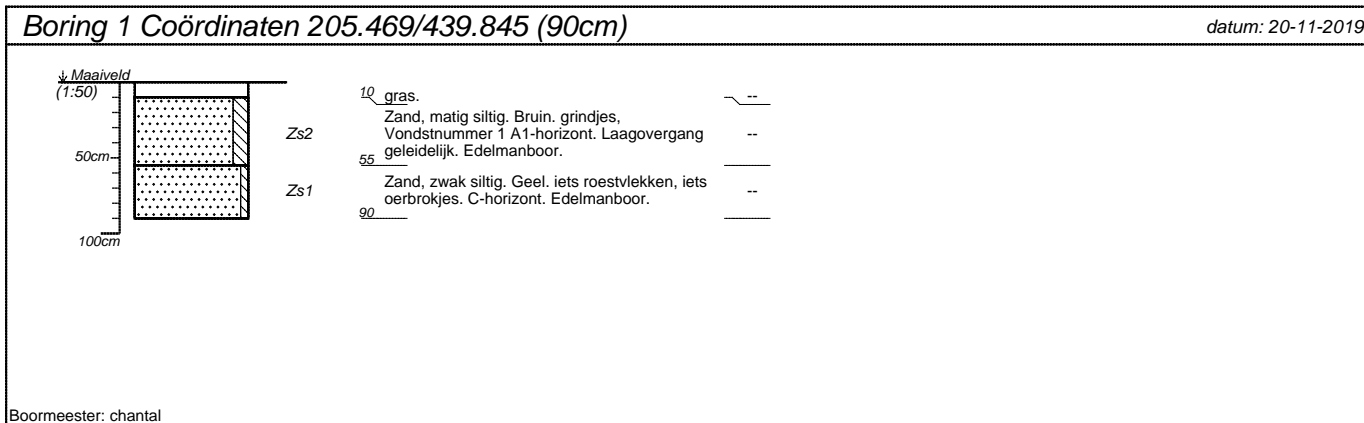 Boring 1 Coördinaten 205.469/439.845 (90cm)
datum: 20-11-2019
Maaiveld
(1:50)
10 gras. --
Zs2
Zand, matig siltig. Bruin. grindjes,
Vondstnummer 1 A1-horizont. Laagovergang --
geleidelijk. Edelmanboor.
50cm
55
Zs1
Zand, zwak siltig. Geel. iets roestvlekken, iets --
oerbrokjes. C-horizont. Edelmanboor.
90
100cm
Boormeester: chantal